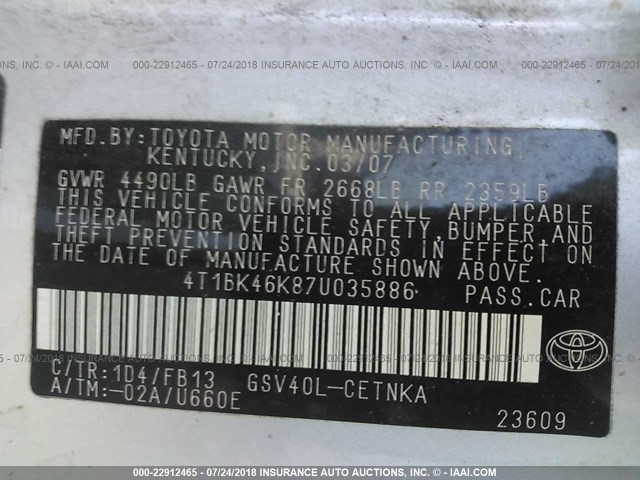 AUCTIONS, INC. © - IAAI.COM 000-22912465 - 07/24/2018 INSURANCE AUTO AUCTIONS, INC. © - IAAI.COM 000-22912465
MFD.BY:TOYOTA MOTOR MANUFACTURING,
KENTUCKY,INC.03/07
GVWR 4490LB GAWR FR 2668LB RR 2359LB
THIS VEHICLE CONFORMS TO ALL APPLICABLE
FEDERAL MOTOR VEHICLE SAFETY,BUMPER,AND
THEFT PREVENTION STANDARDS IN EFFECT ON
THE DATE OF MANUFACTURE SHOWN ABOVE.
4T1BK46K87U035886 PASS.CAR
C/TR:1D4/FB13 GSV40L-CETNKA
A/TM:-02A/U660E
TOYOTA
23609
000-22912465 - 07/24/2018 INSURANCE AUTO AUCTIONS, INC. © - IAAI.COM